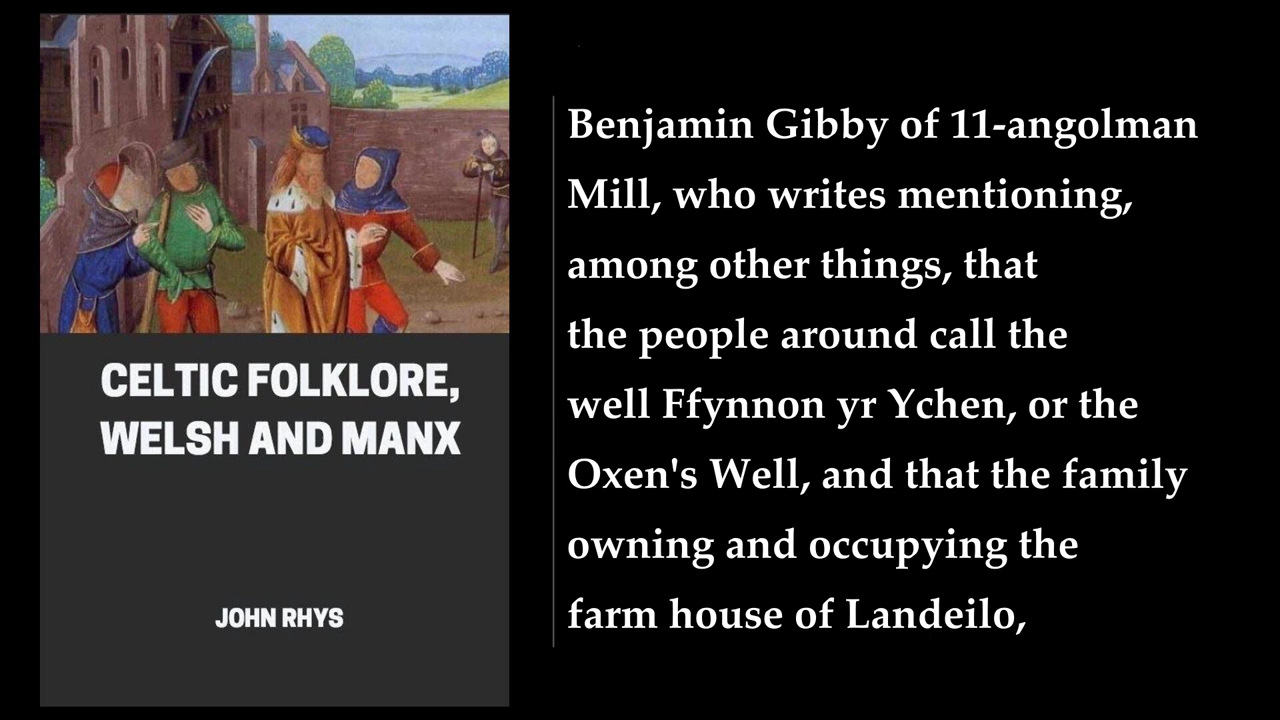 CELTIC FOLKLORE,
WELSH AND MANX
JOHN RHYS
Benjamin Gibby of 11-angolman
Mill, who writes mentioning,
among other things, that
the people around call the
well Ffynnon yr Ychen, or the
Oxen's Well, and that the family
owning and occupying the
farm house of Landeilo,